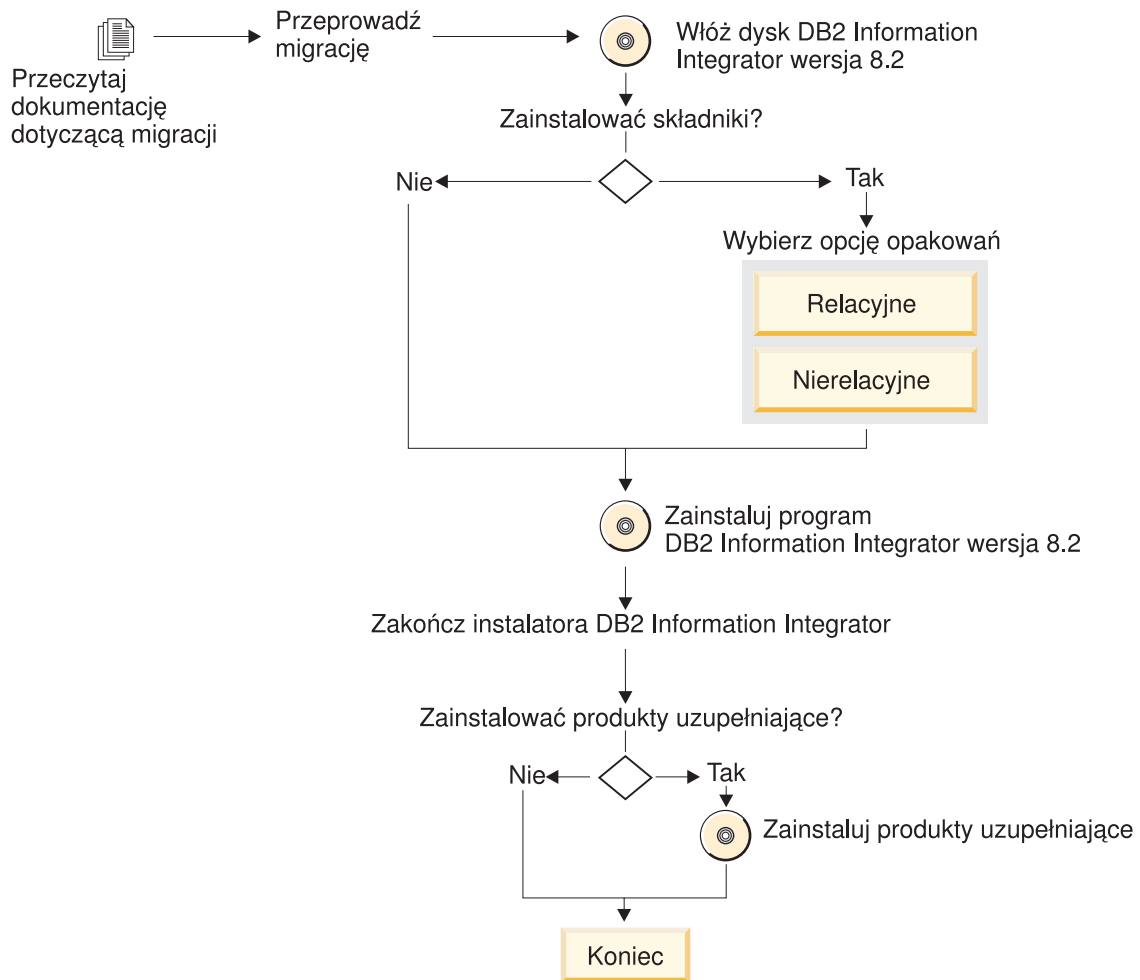 Przeczytaj
dokumentację
dotyczącą migracji
Przeprowadź
migrację
Włóż dysk DB2 Information
Integrator wersja 8.2
Zainstalować składniki?
Nie
Tak
Wybierz opcję opakowań
Relacyjne
Nierelacyjne
Zainstaluj program
DB2 Information Integrator wersja 8.2
Zakończ instalatora DB2 Information Integrator
Zainstalować produkty uzupełniające?
Nie
Tak
Zainstaluj produkty uzupełniające
Koniec